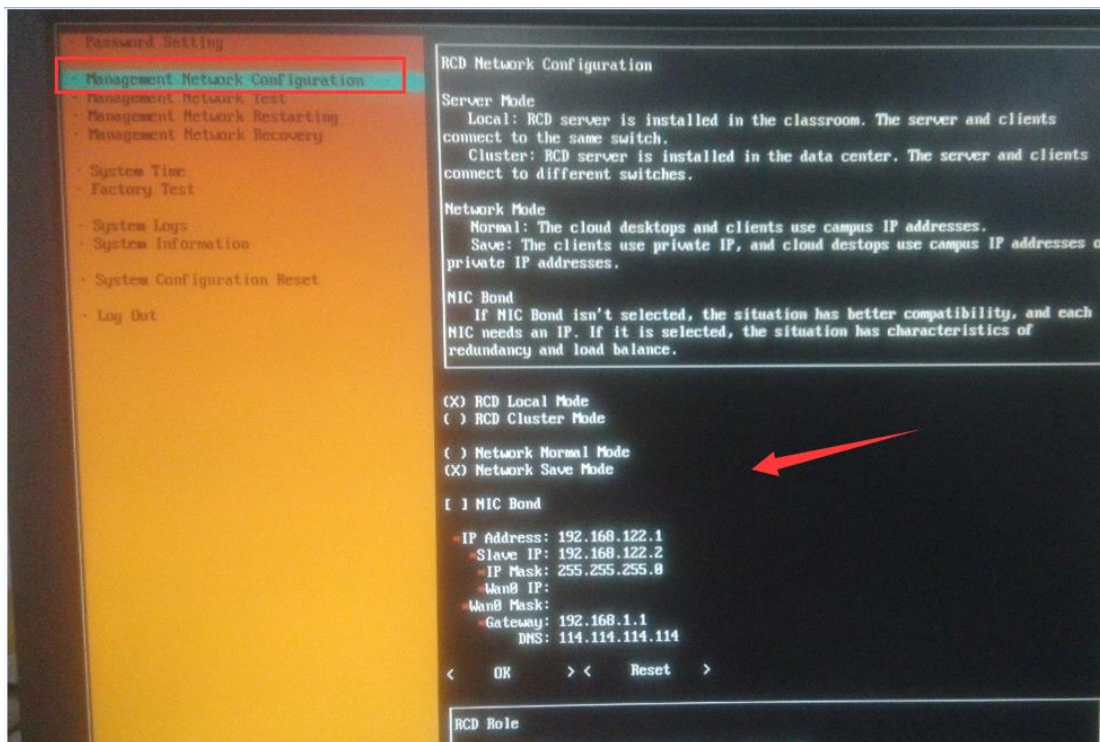 · Password Setting
· Management Network Configuration
· Management Network Test
· Management Network Restarting
· Management Network Recovery
· System Time
· Factory Test
· System Logs
· System Information
· System Configuration Reset
· Log Out
RCD Network Configuration
Server Mode
Local: RCD server is installed in the classroom. The server and clients
connect to the same switch.
Cluster: RCD server is installed in the data center. The server and clients
connect to different switches.
Network Mode
Normal: The cloud desktops and clients use campus IP addresses.
Save: The clients use private IP, and cloud destops use campus IP addresses o
private IP addresses.
NIC Bond
If NIC Bond isn't selected, the situation has better compatibility, and each
NIC needs an IP. If it is selected, the situation has characteristics of
redundancy and load balance.
(X) RCD Local Mode
( ) RCD Cluster Mode
( ) Network Normal Mode
(X) Network Save Mode
[ ] NIC Bond
*IP Address: 192.168.122.1
*Slave IP: 192.168.122.2
*IP Mask: 255.255.255.0
*Wan0 IP:
*Wan0 Mask:
*Gateway: 192.168.1.1
DNS: 114.114.114.114
< OK > < Reset >
RCD Role